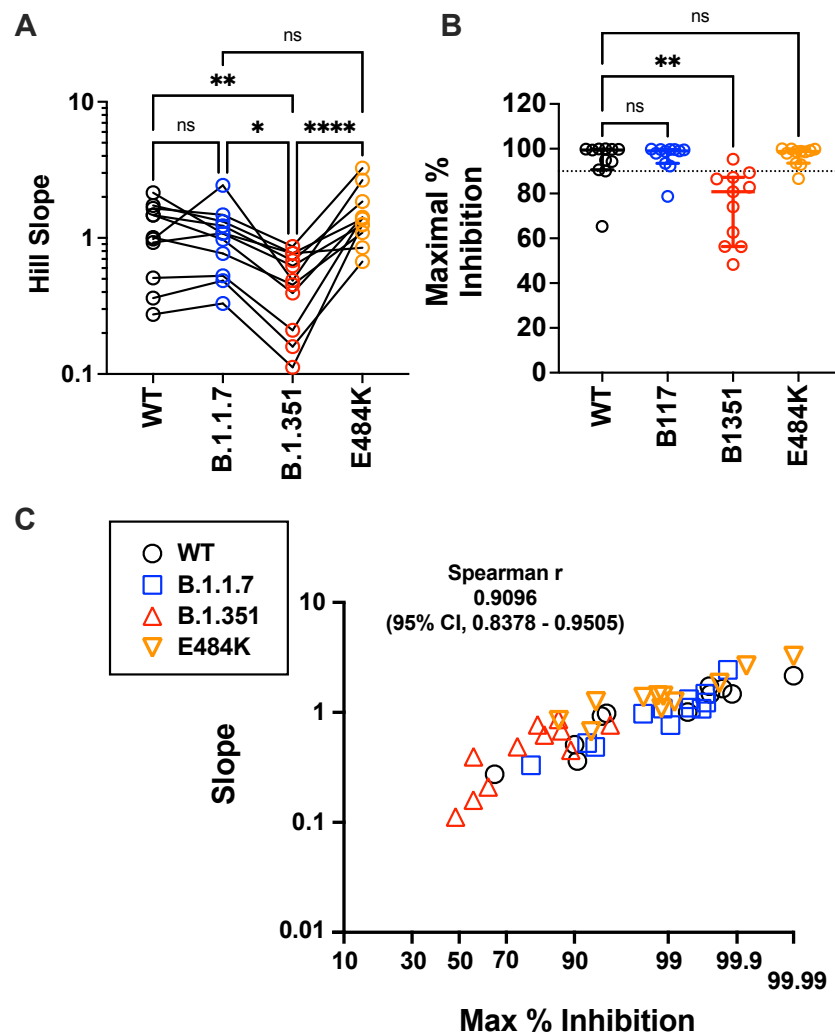 A
ns
**
ns
*
****
10
1
0.1
Hill Slope
WT
B.1.1.7
B.1.351
E484K
B
ns
**
ns
120
100
80
60
40
20
0
Maximal %
Inhibition
WT
B117
B1351
E484K
C
WT
B.1.1.7
B.1.351
E484K
Spearman r
0.9096
(95% CI, 0.8378 - 0.9505)
10
1
0.1
0.01
Slope
10
30
50
70
90
99
99.9
99.99
Max % Inhibition